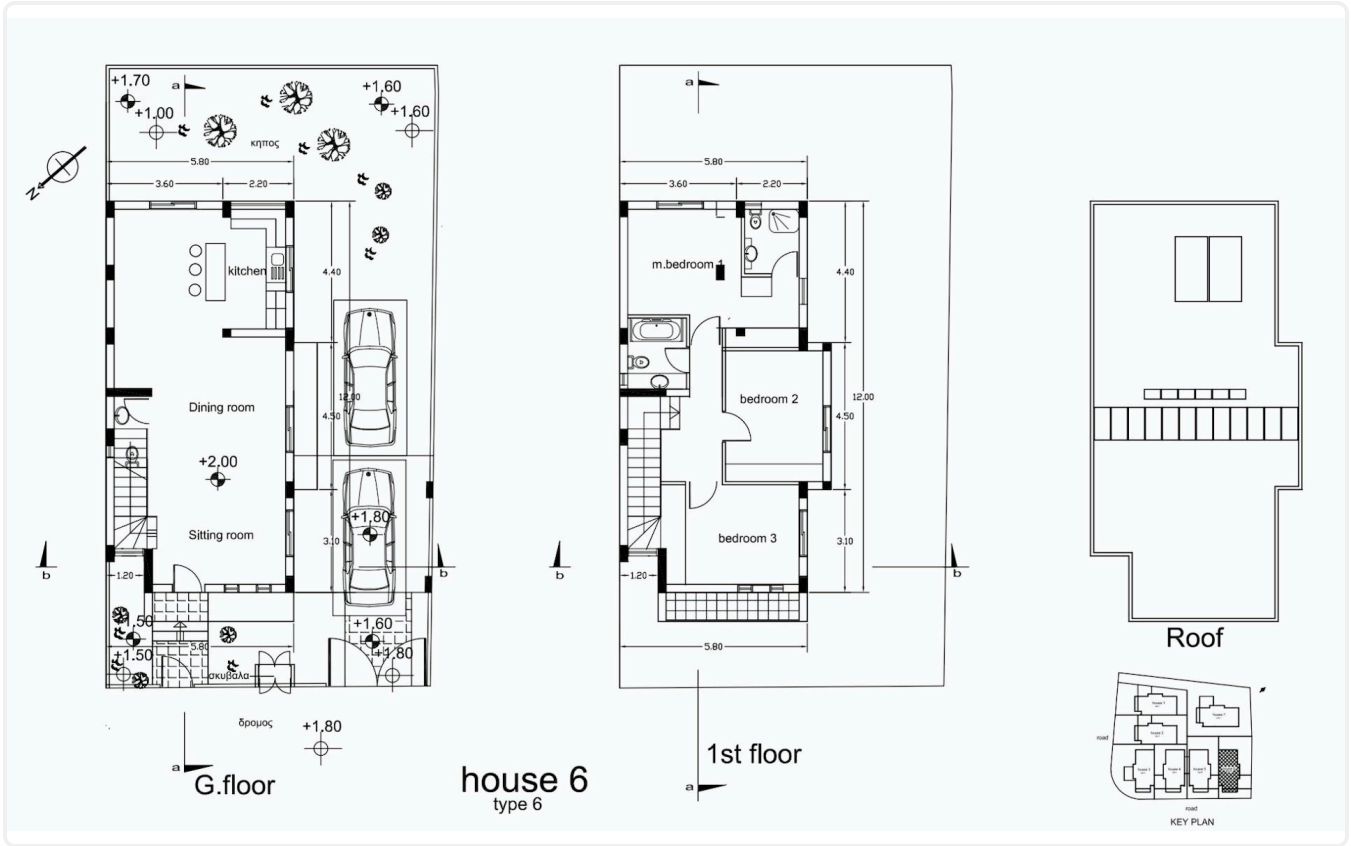 +1.70
a
+1.60
+1.00
+1.60
κηπος
5.80
3.60
2.20
N
kitchen
4.40
Dining room
12.00
4.50
+2.00
+1.80
Sitting room
3.10
b
b
1.20
+1.50
+1.60
5.80
+1.80
+1.50
σκυβαλα
δρομος
+1.80
a
G.floor
house 6
type 6
a
5.80
3.60
2.20
m.bedroom 1
4.40
bedroom 2
12.00
4.50
bedroom 3
3.10
b
b
1.20
5.80
1st floor
a
Roof
road
road
KEY PLAN